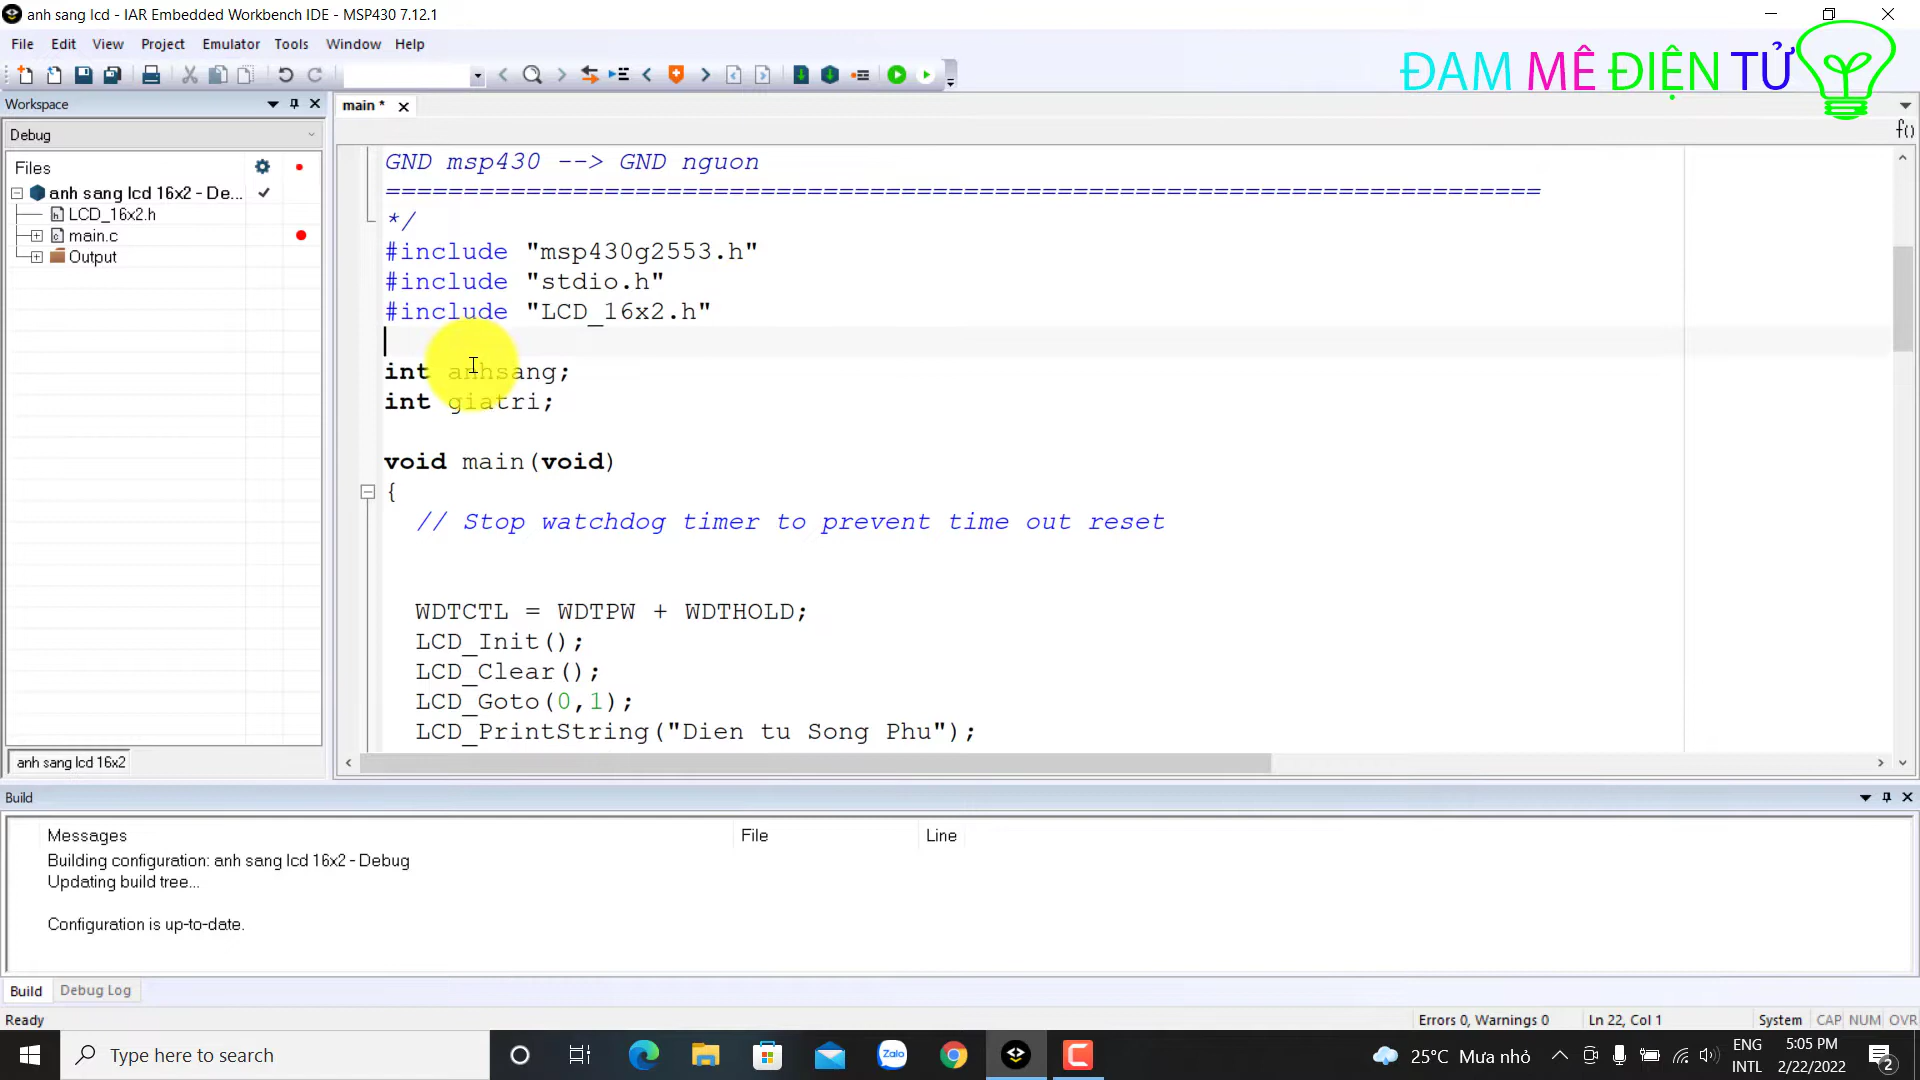 anh sang lcd - IAR Embedded Workbench IDE - MSP430 7.12.1
File Edit View Project Emulator Tools Window Help
ĐAM MÊ ĐIỆN TỬ
Workspace
main *
Debug
f()
Files
anh sang lcd 16x2 - De...
LCD_16x2.h
main.c
Output
GND msp430 --> GND nguon
==========================================================================
*/
#include "msp430g2553.h"
#include "stdio.h"
#include "LCD_16x2.h"
int anhsang;
int giatri;
void main(void)
{
// Stop watchdog timer to prevent time out reset
WDTCTL = WDTPW + WDTHOLD;
LCD_Init();
LCD_Clear();
LCD_Goto(0,1);
LCD_PrintString("Dien tu Song Phu");
anh sang lcd 16x2
Build
Messages File Line
Building configuration: anh sang lcd 16x2 - Debug
Updating build tree...
Configuration is up-to-date.
Build Debug Log
Ready Errors 0, Warnings 0 Ln 22, Col 1 System CAP NUM OVR
Type here to search
Zalo
25°C Mưa nhỏ
ENG
INTL
5:05 PM
2/22/2022
2